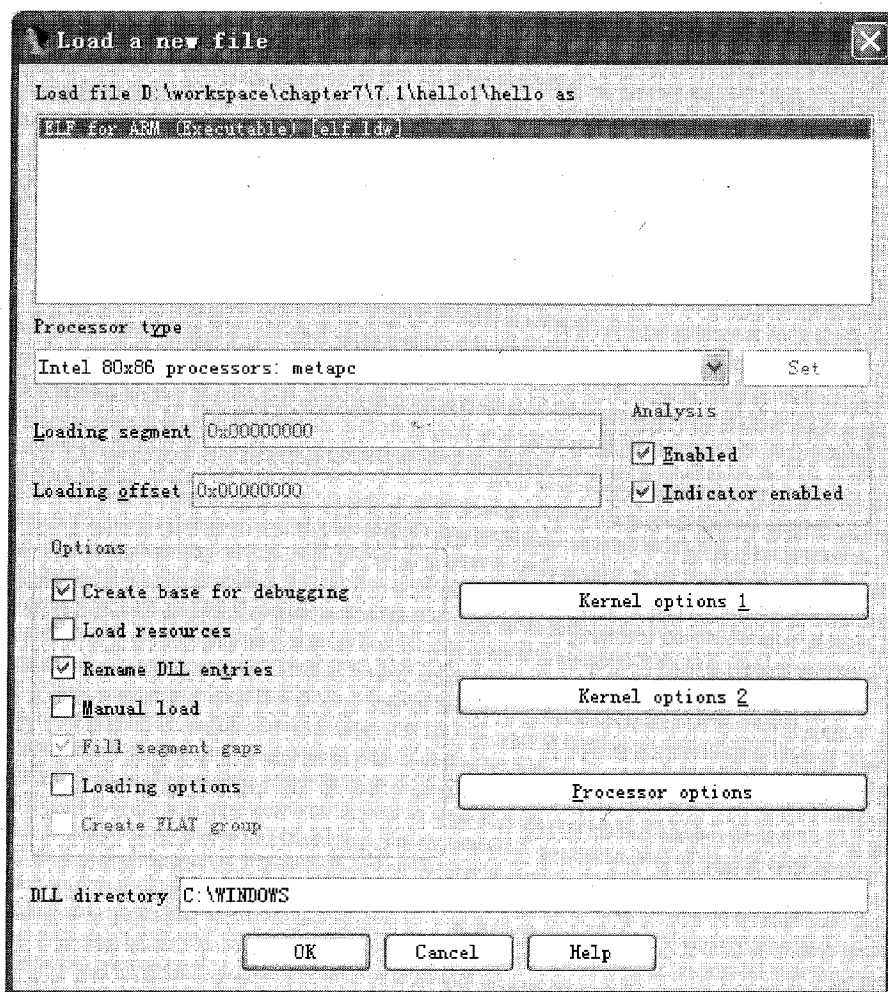 Load a new file
Load file D:\workspace\chapter7\7.1\hello1\hello as
ELF for ARM (Executable) [elf.ldw]
Processor type
Intel 80x86 processors: metapc
Set
Analysis
Loading segment 0x00000000
Enabled
Loading offset 0x00000000
Indicator enabled
Options
Create base for debugging
Kernel options 1
Load resources
Rename DLL entries
Kernel options 2
Manual load
Fill segment gaps
Loading options
Processor options
Create FLAT group
DLL directory C:\WINDOWS
OK Cancel Help